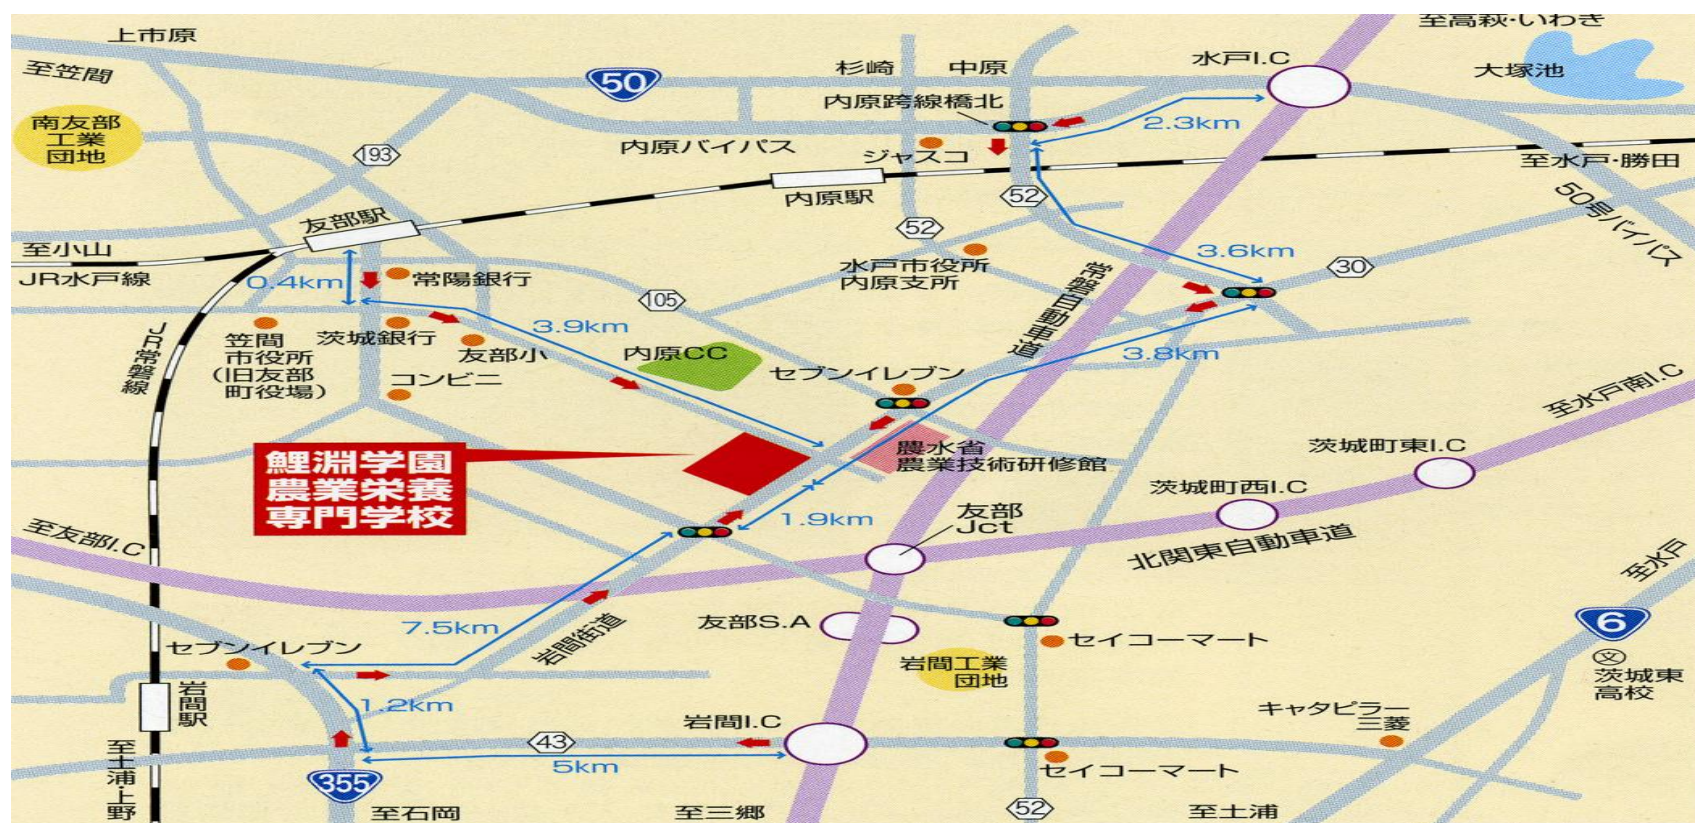 上市原
至笠間
50
杉崎
中原
水戸I.C
至高萩・いわき
大塚池
内原跨線橋北
南友部
工業
団地
193
内原バイパス
ジャスコ
2.3km
至水戸・勝田
友部駅
内原駅
52
50号バイパス
52
至小山
JR水戸線
0.4km
常陽銀行
水戸市役所
内原支所
常磐自動車道
3.6km
30
105
JR常磐線
笠間
市役所
(旧友部
町役場)
茨城銀行
友部小
3.9km
内原CC
3.8km
コンビニ
セブンイレブン
至水戸南I.C
鯉淵学園
農業栄養
専門学校
農水省
農業技術研修館
茨城町東I.C
茨城町西I.C
至友部I.C
1.9km
友部
Jct
北関東自動車道
至水戸
7.5km
岩間街道
友部S.A
セイコーマート
6
セブンイレブン
岩間工業
団地
文
茨城東
高校
岩間駅
1.2km
岩間I.C
キャタピラー
三菱
43
5km
セイコーマート
至土浦・上野
355
至石岡
至三郷
52
至土浦